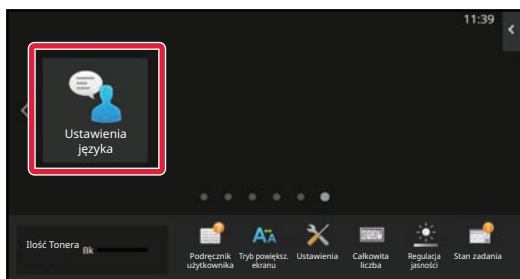 11:39
Ustawienia
języka
Ilość Tonera Bk
Podręcznik
użytkownika
Tryb powiększ.
ekranu
Ustawienia
Całkowita
liczba
Regulacja
jasności
Stan zadania